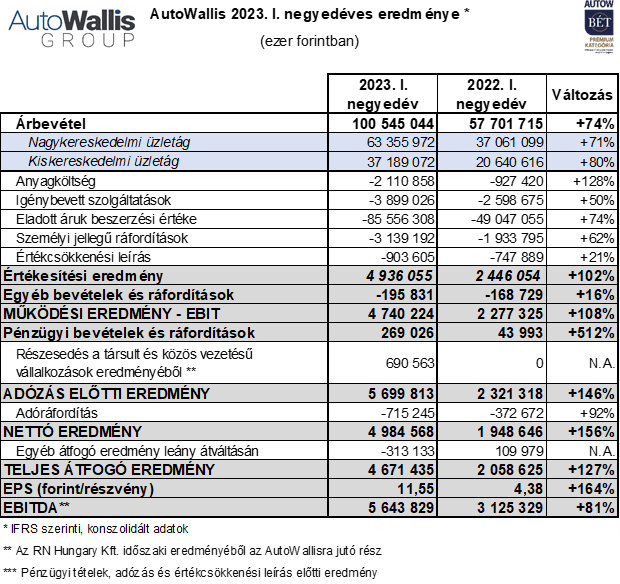 AutoWallis
GROUP
AutoWallis 2023. I. negyedéves eredménye *
(ezer forintban)
AUTOW
BÉT
PRÉMIUM
KATEGÓRIA
2023. I. negyedév 2022. I. negyedév Változás
Árbevétel 100 545 044 57 701 715 +74%
Nagykereskedelmi üzletág 63 355 972 37 061 099 +71%
Kiskereskedelmi üzletág 37 189 072 20 640 616 +80%
Anyagköltség -2 110 858 -927 420 +128%
Igénybevett szolgáltatások -3 899 026 -2 598 675 +50%
Eladott áruk beszerzési értéke -85 556 308 -49 047 055 +74%
Személyi jellegű ráfordítások -3 139 192 -1 933 795 +62%
Értékcsökkenési leírás -903 605 -747 889 +21%
Értékesítési eredmény 4 936 055 2 446 054 +102%
Egyéb bevételek és ráfordítások -195 831 -168 729 +16%
MŰKÖDÉSI EREDMÉNY - EBIT 4 740 224 2 277 325 +108%
Pénzügyi bevételek és ráfordítások 269 026 43 993 +512%
Részesedés a társult és közös vezetésű
vállalkozások eredményéből ** 690 563 0 N.A.
ADÓZÁS ELŐTTI EREDMÉNY 5 699 813 2 321 318 +146%
Adóráfordítás -715 245 -372 672 +92%
NETTÓ EREDMÉNY 4 984 568 1 948 646 +156%
Egyéb átfogó eredmény leány átváltásán -313 133 109 979 N.A.
TELJES ÁTFOGÓ EREDMÉNY 4 671 435 2 058 625 +127%
EPS (forint/részvény) 11,55 4,38 +164%
EBITDA** 5 643 829 3 125 329 +81%
* IFRS szerinti, konszolidált adatok
** Az RN Hungary Kft. időszaki eredményéből az AutoWallisra jutó rész
*** Pénzügyi tételek, adózás és értékcsökkenési leírás előtti eredmény